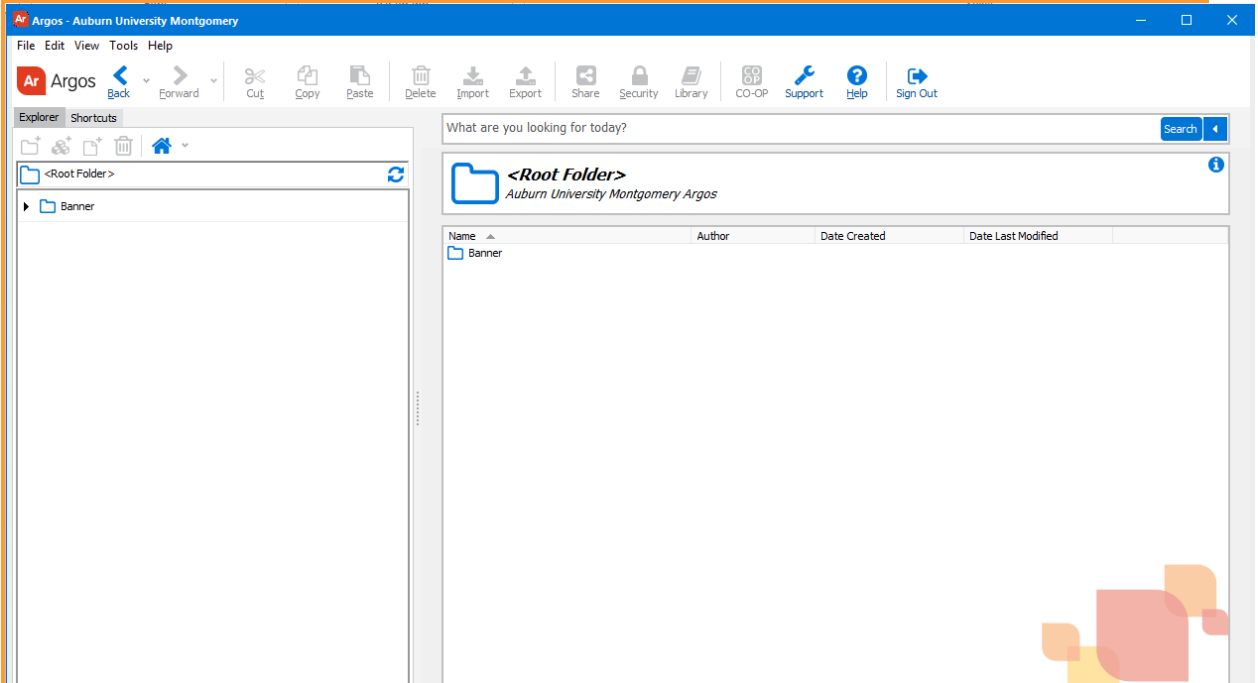 Ar Argos - Auburn University Montgomery
File Edit View Tools Help
Ar Argos Back Forward Cut Copy Paste Delete Import Export Share Security Library CO-OP Support Help Sign Out
Explorer Shortcuts
What are you looking for today? Search
<Root Folder>
<Root Folder>
Auburn University Montgomery Argos
Banner
Name Author Date Created Date Last Modified
Banner